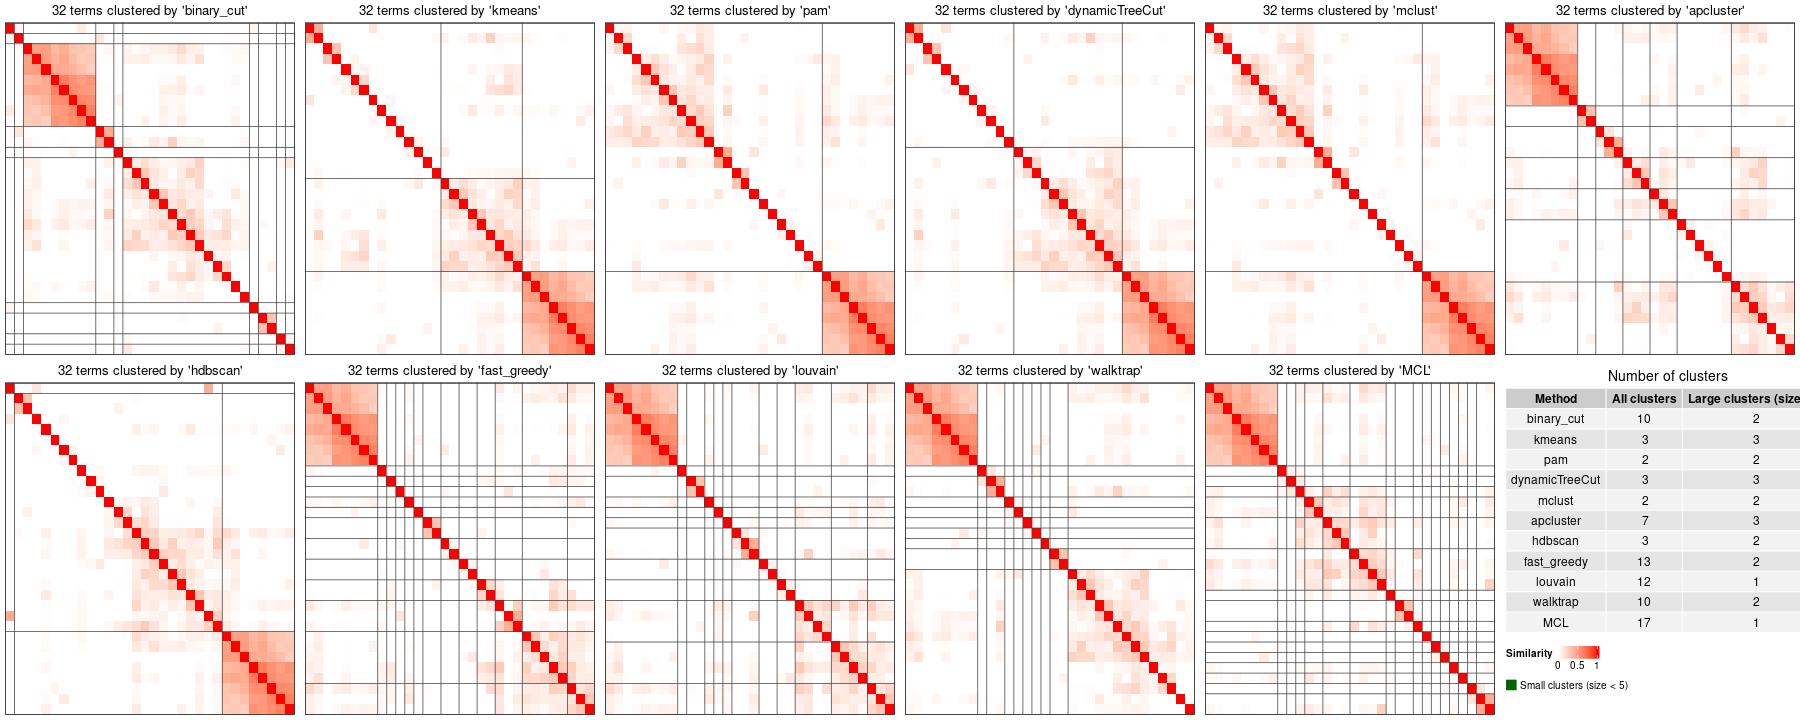 32 terms clustered by 'binary_cut'
32 terms clustered by 'kmeans'
32 terms clustered by 'pam'
32 terms clustered by 'dynamicTreeCut'
32 terms clustered by 'mclust'
32 terms clustered by 'apcluster'
32 terms clustered by 'hdbscan'
32 terms clustered by 'fast_greedy'
32 terms clustered by 'louvain'
32 terms clustered by 'walktrap'
32 terms clustered by 'MCL'
Number of clusters
Method All clusters Large clusters (size
binary_cut 10 2
kmeans 3 3
pam 2 2
dynamicTreeCut 3 3
mclust 2 2
apcluster 7 3
hdbscan 3 2
fast_greedy 13 2
louvain 12 1
walktrap 10 2
MCL 17 1
Similarity
0 0.5 1
Small clusters (size < 5)